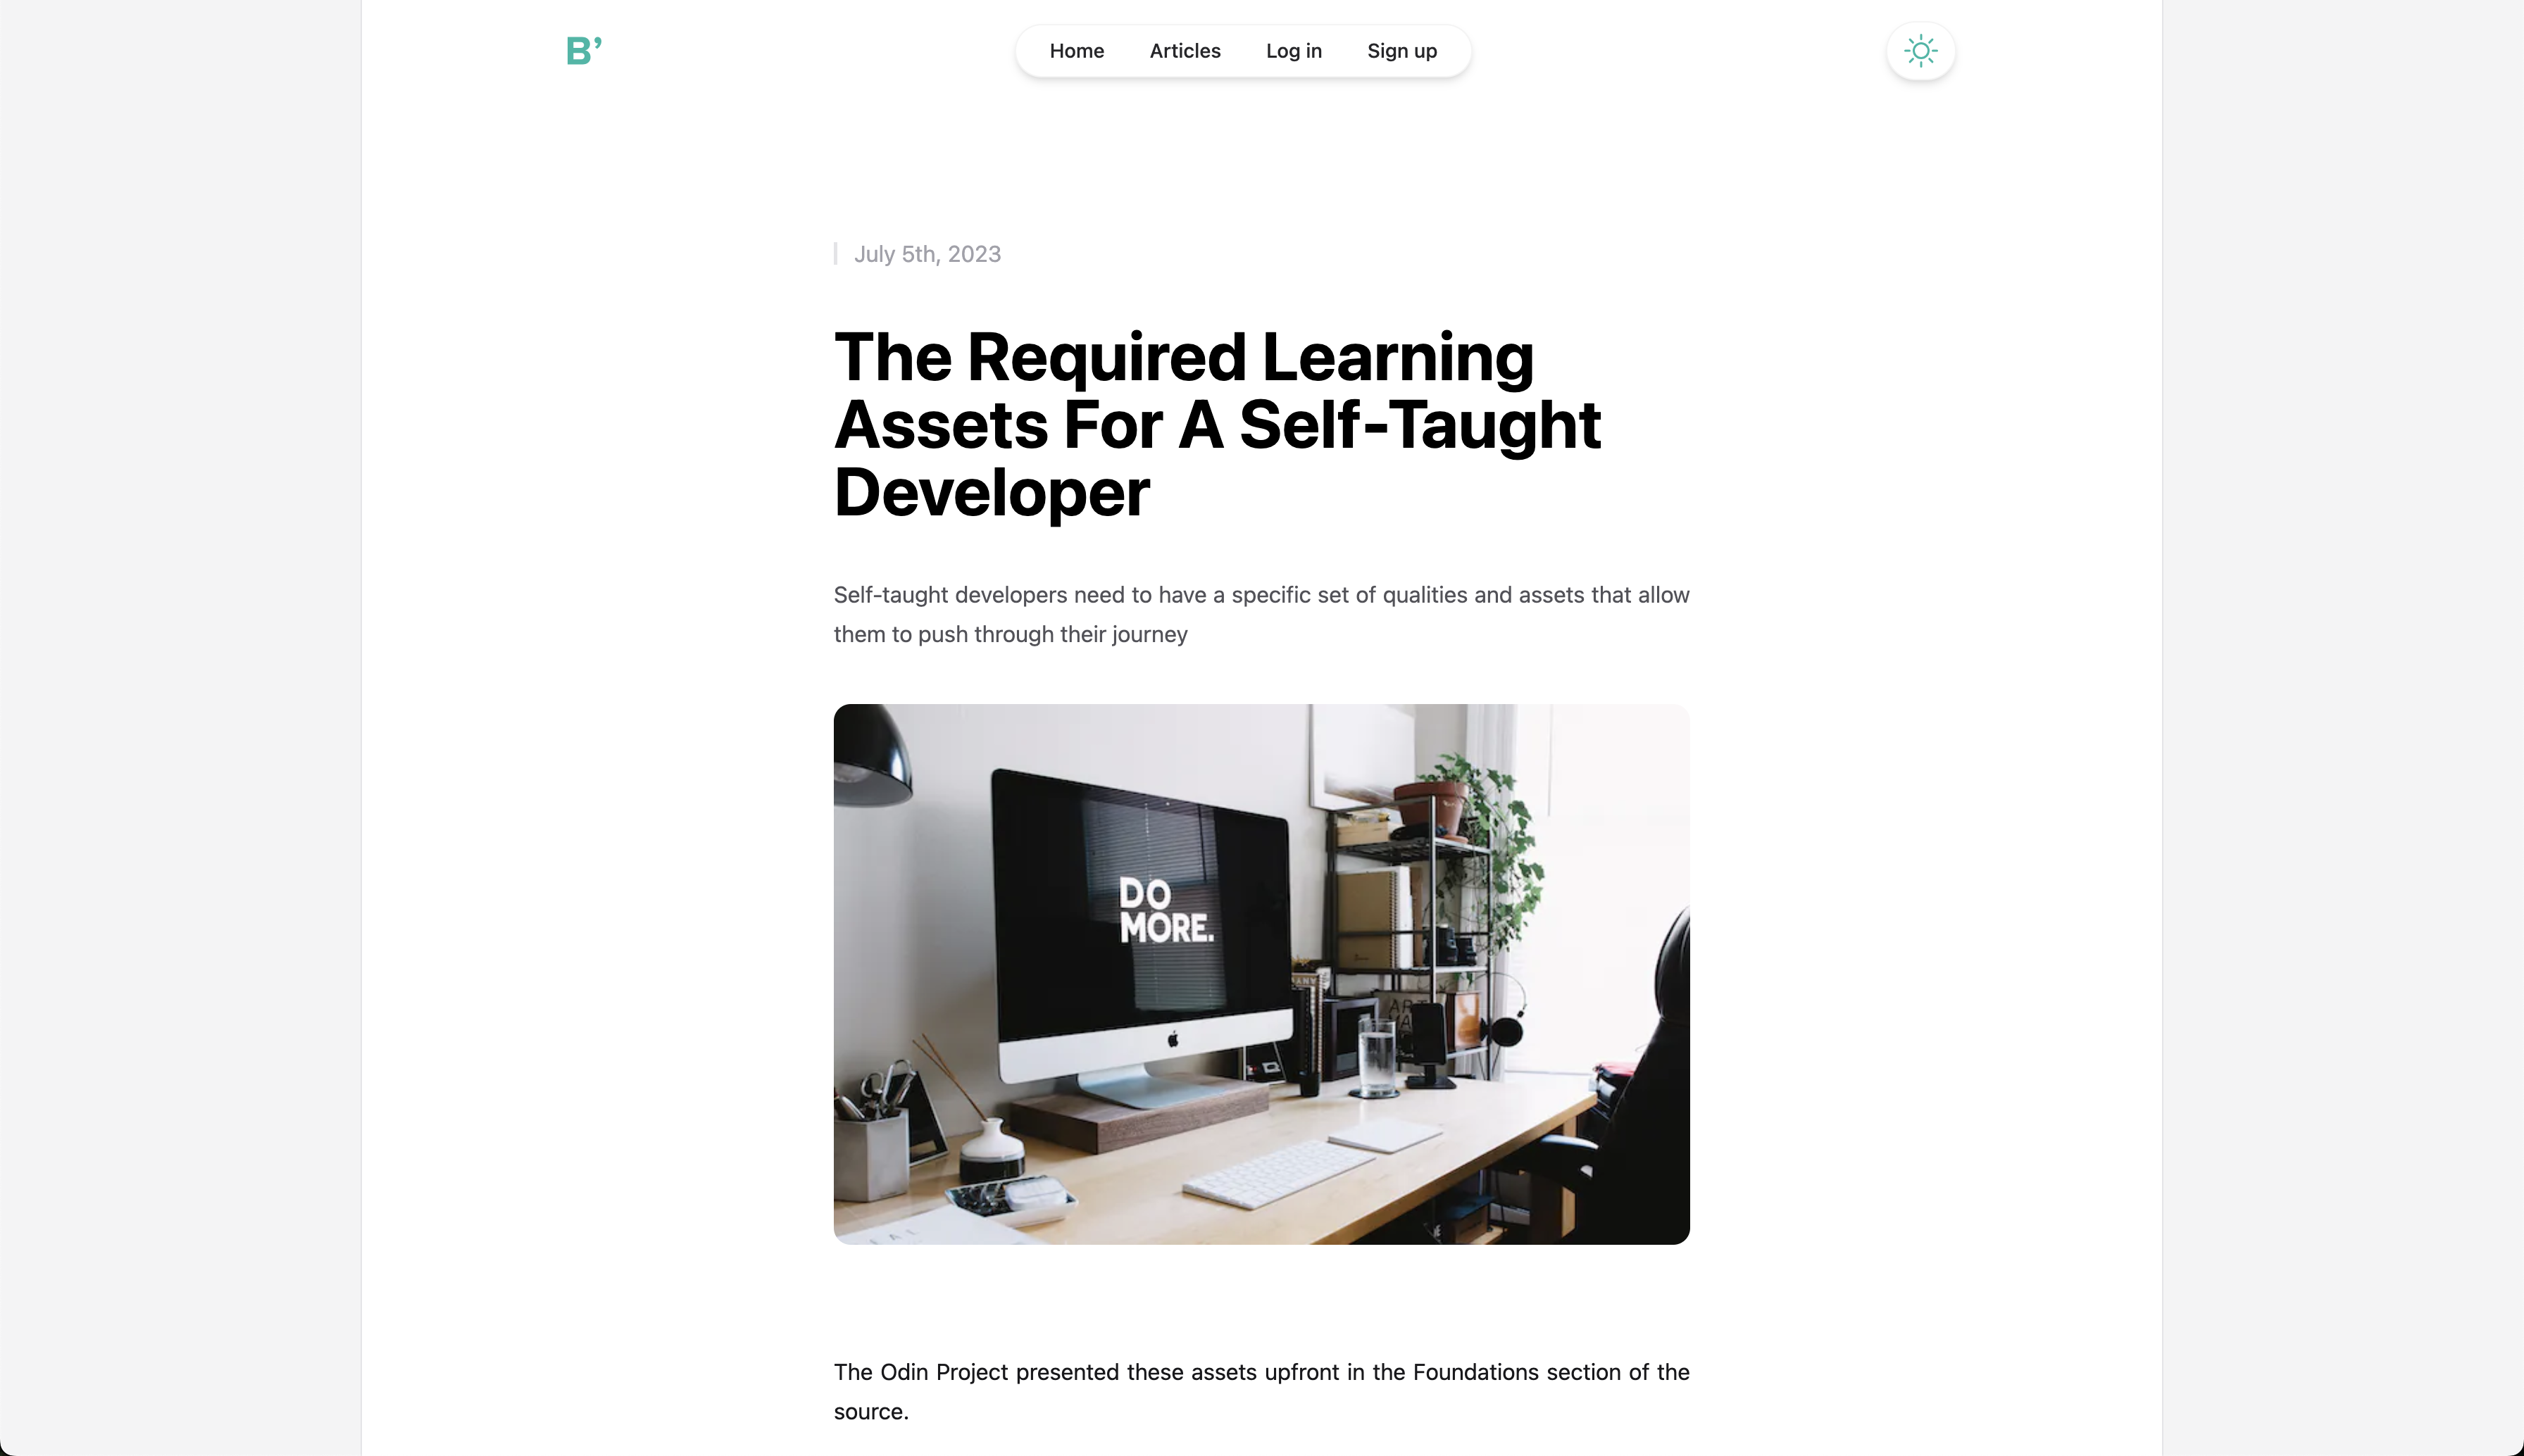 B’
Home
Articles
Log in
Sign up
July 5th, 2023
The Required Learning
Assets For A Self-Taught
Developer
Self-taught developers need to have a specific set of qualities and assets that allow
them to push through their journey
DO
MORE.
The Odin Project presented these assets upfront in the Foundations section of the
source.